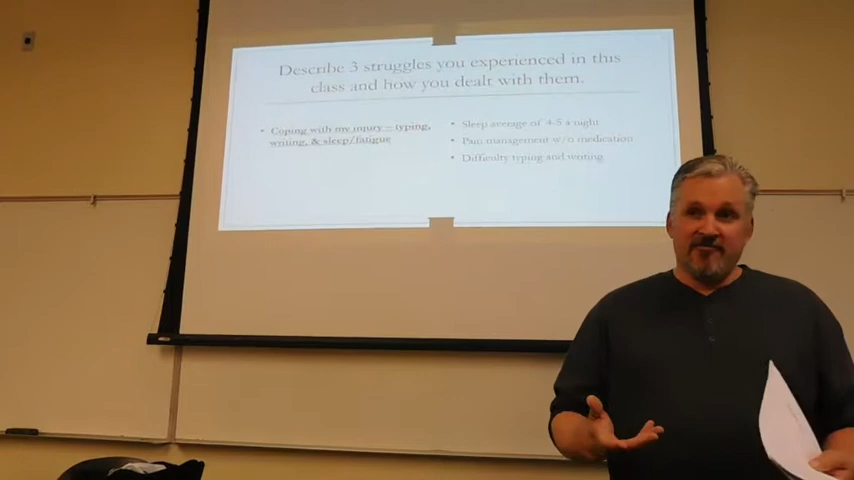 Describe 3 struggles you experienced in this
class and how you dealt with them.
• Coping with my injury – typing,
writing, & sleep/fatigue
• Sleep average of 4-5 a night
• Pain management w/o medication
• Difficulty typing and writing